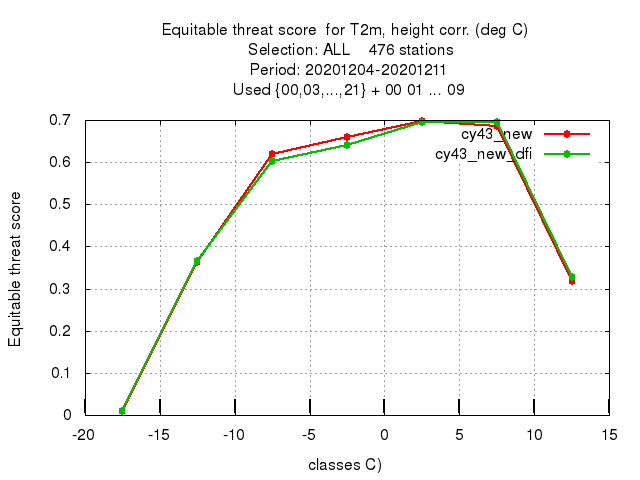 Equitable threat score  for T2m, height corr. (deg C)
Selection: ALL    476 stations
Period: 20201204-20201211
Used {00,03,...,21} + 00 01 ... 09
0.7
cy43_new
cy43_new_dfi
0.6
0.5
0.4
0.3
0.2
0.1
0
Equitable threat score
-20 -15 -10 -5 0 5 10 15
classes C)